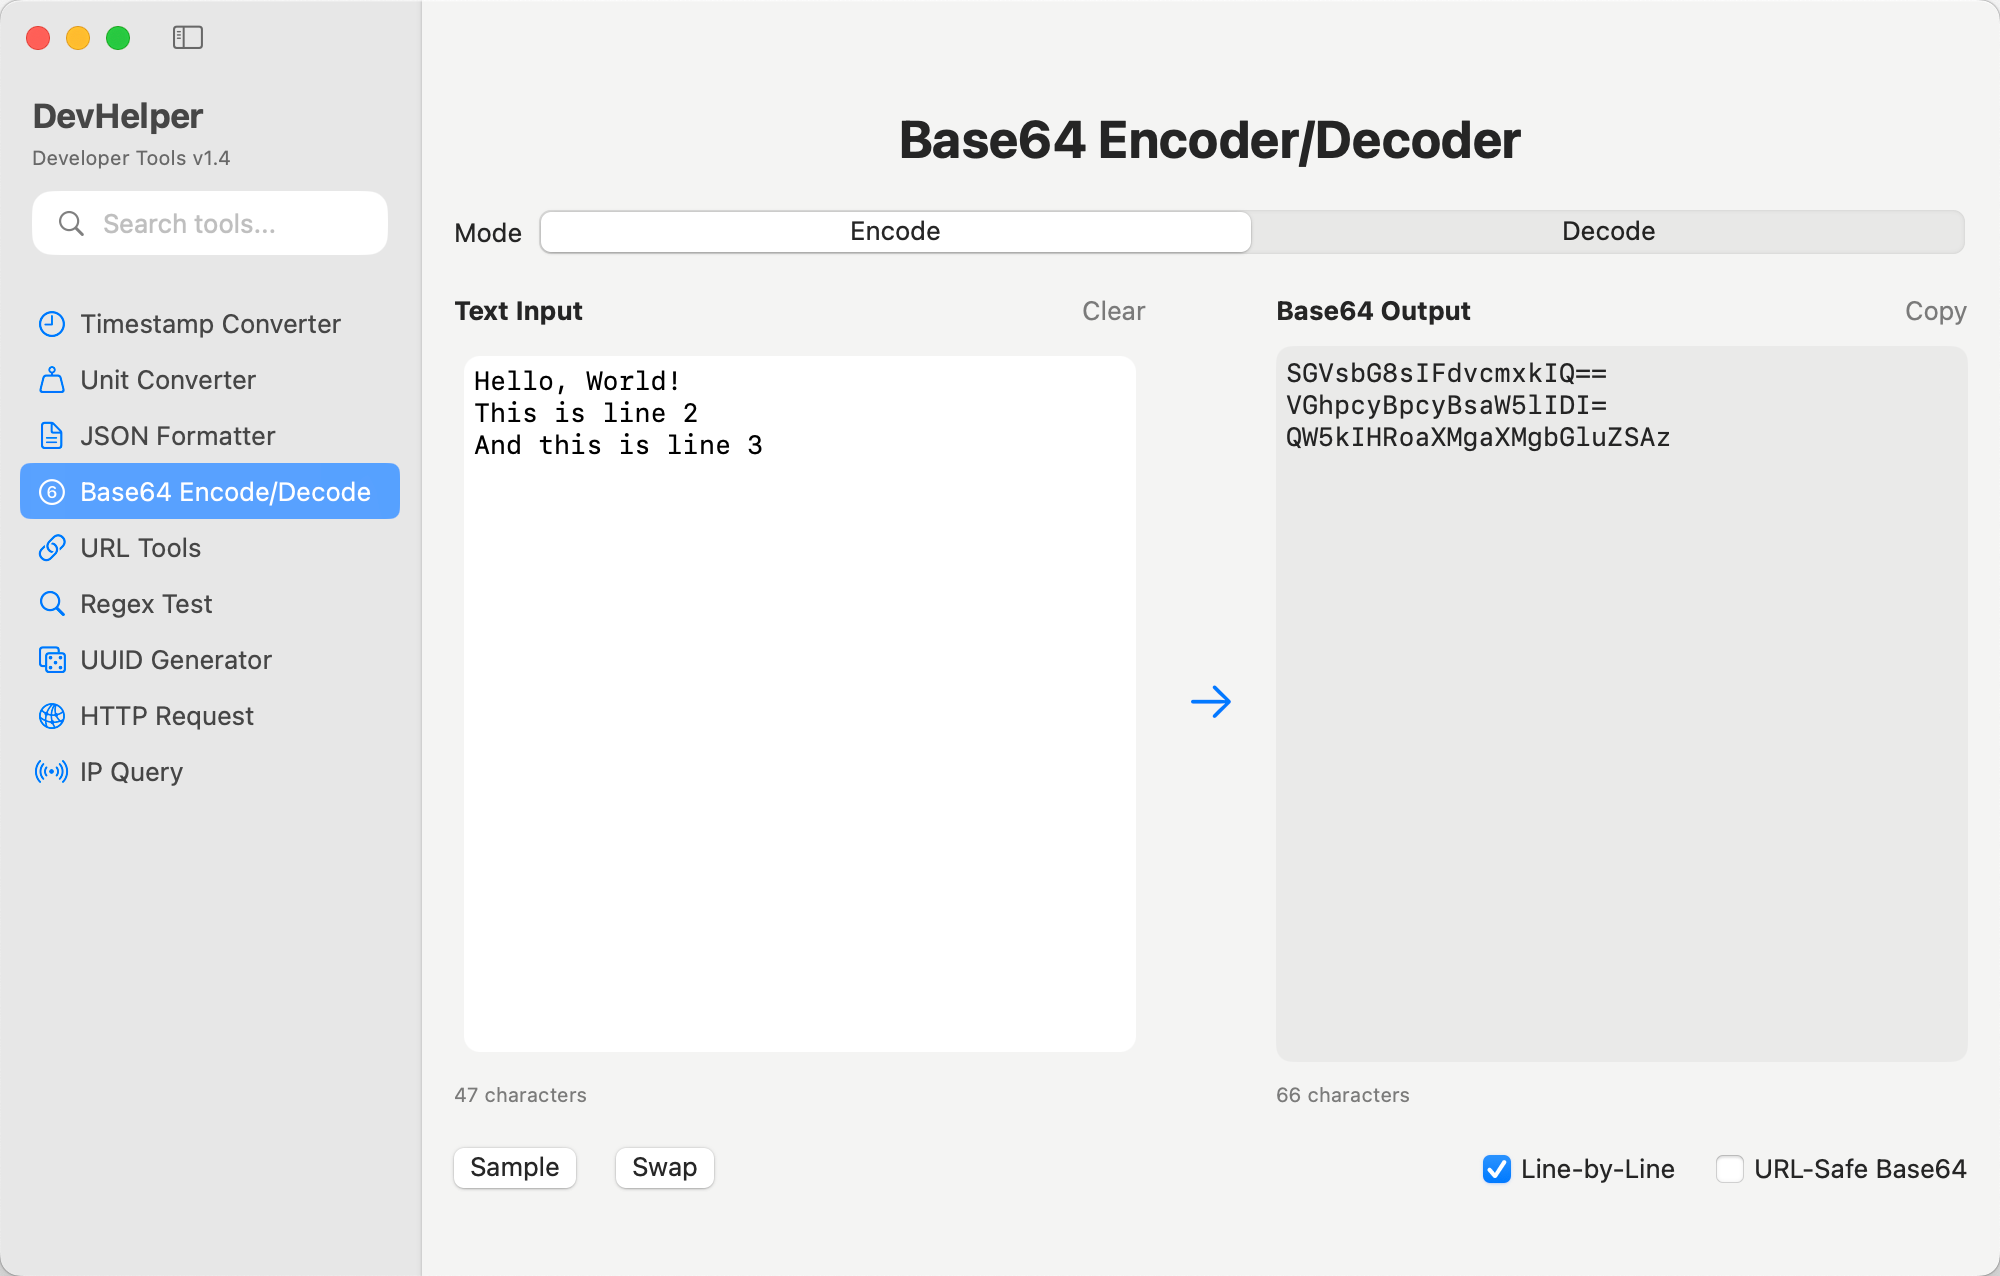 DevHelper
Developer Tools v1.4
Search tools...
Timestamp Converter
Unit Converter
JSON Formatter
6 Base64 Encode/Decode
URL Tools
Regex Test
UUID Generator
HTTP Request
IP Query
Base64 Encoder/Decoder
Mode Encode Decode
Text Input Clear
Hello, World!
This is line 2
And this is line 3
47 characters
Sample Swap
Base64 Output Copy
SGVsbG8sIFdvcmxkIQ==
VGhpcyBpcyBsaW5lIDI=
QW5kIHRoaXMgaXMgbGluZSAz
66 characters
Line-by-Line URL-Safe Base64